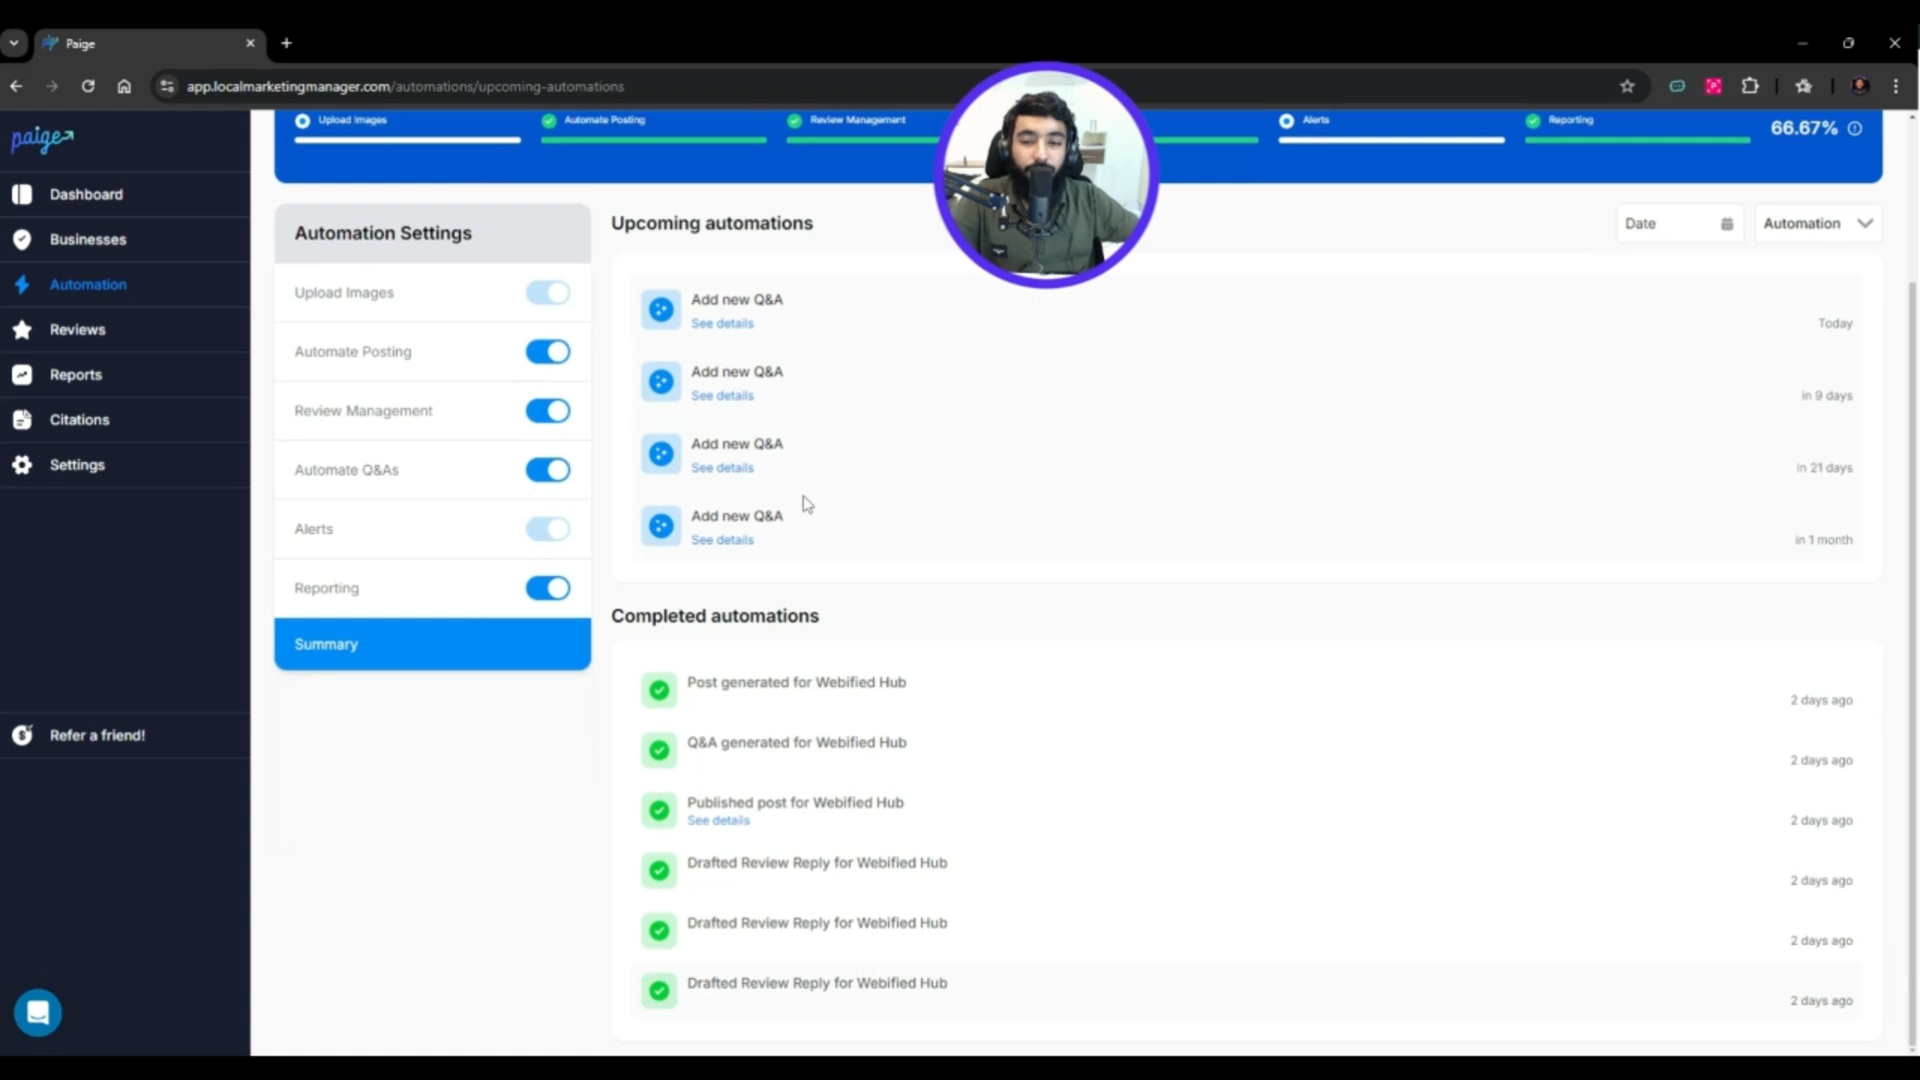 Paige
app.localmarketingmanager.com/automations/upcoming-automations
paige
Dashboard
Businesses
Automation
Reviews
Reports
Citations
Settings
Refer a friend!
Upload Images
Automate Posting
Review Management
Alerts
Reporting
66.67%
Automation Settings
Upload Images
Automate Posting
Review Management
Automate Q&As
Alerts
Reporting
Summary
Upcoming automations
Date
Automation
Add new Q&A
See details
Today
Add new Q&A
See details
in 9 days
Add new Q&A
See details
in 21 days
Add new Q&A
See details
in 1 month
Completed automations
Post generated for Webified Hub
2 days ago
Q&A generated for Webified Hub
2 days ago
Published post for Webified Hub
See details
2 days ago
Drafted Review Reply for Webified Hub
2 days ago
Drafted Review Reply for Webified Hub
2 days ago
Drafted Review Reply for Webified Hub
2 days ago